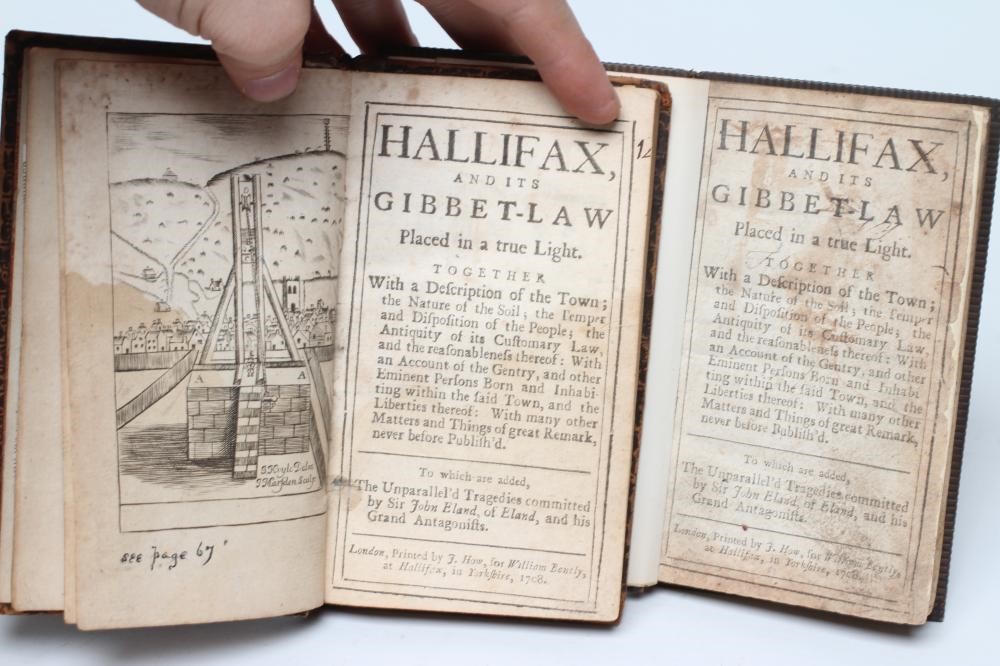 A A
J Hoyle Delin
J Marsden Sculp
see page 67
HALLIFAX,
AND ITS
GIBBET-LAW
Placed in a true Light.
TOGETHER
With a Deſcription of the Town;
the Nature of the Soil; the Temper
and Diſpoſition of the People; the
Antiquity of its Cuſtomary Law,
and the reaſonableneſs thereof: With
an Account of the Gentry, and other
Eminent Perſons Born and Inhabi-
ting within the ſaid Town, and the
Liberties thereof: With many other
Matters and Things of great Remark,
never before Publiſh'd.
To which are added,
The Unparallel'd Tragedies committed
by Sir John Eland, of Eland, and his
Grand Antagoniſts.
London, Printed by J. How, for William Bently,
at Hallifax, in Yorkſhire, 1708.
HALLIFAX,
AND ITS
GIBBET-LAW
Placed in a true Light.
TOGETHER
With a Deſcription of the Town;
the Nature of the Soil; the Temper
and Diſpoſition of the People; the
Antiquity of its Cuſtomary Law,
and the reaſonableneſs thereof: With
an Account of the Gentry, and other
Eminent Perſons Born and Inhabi-
ting within the ſaid Town, and the
Liberties thereof: With many other
Matters and Things of great Remark,
never before Publiſh'd.
To which are added,
The Unparallel'd Tragedies committed
by Sir John Eland, of Eland, and his
Grand Antagoniſts.
London, Printed by J. How, for William Bently,
at Hallifax, in Yorkſhire, 1708.